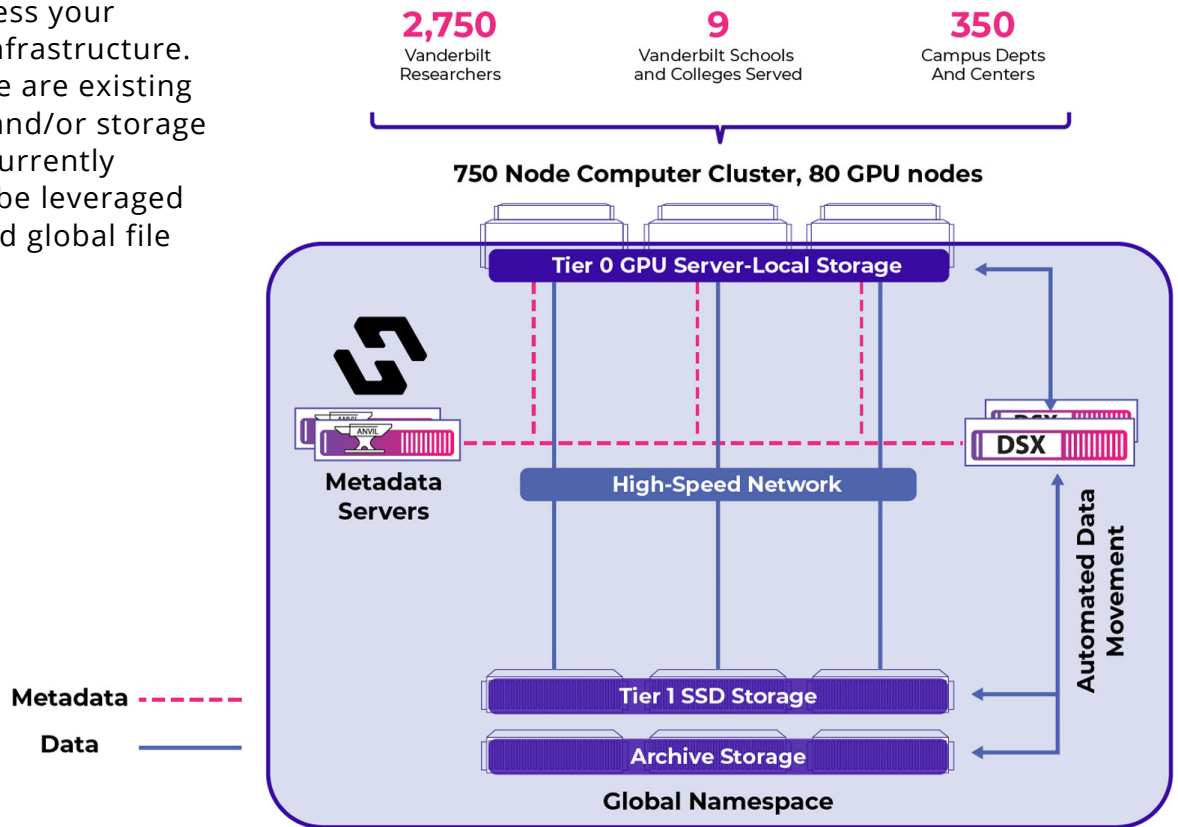 ess your
nfrastructure.
e are existing
and/or storage
urrently
be leveraged
d global file
2,750
Vanderbilt
Researchers
9
Vanderbilt Schools
and Colleges Served
350
Campus Depts
And Centers
750 Node Computer Cluster, 80 GPU nodes
Tier 0 GPU Server-Local Storage
ANVIL
ANVIL
Metadata
Servers
DSX
DSX
High-Speed Network
Automated Data
Movement
Tier 1 SSD Storage
Archive Storage
Global Namespace
Metadata
Data